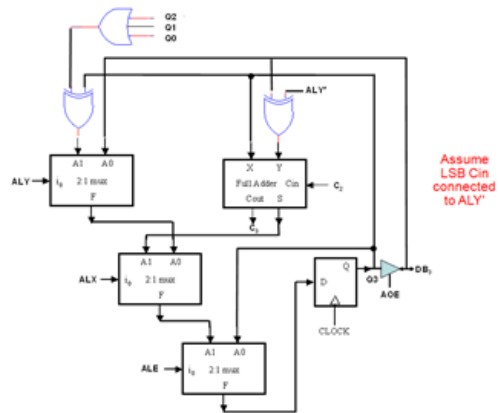 Q2
Q1
Q0
ALY'
A1 A0
ALY
i0 2:1 mux
F
X Y
Full Adder Cin
Cout S
C2
C3
Assume
LSB Cin
connected
to ALY'
A1 A0
ALX
i0 2:1 mux
F
D Q
Q3
DB3
AOE
CLOCK
A1 A0
ALE
i0 2:1 mux
F